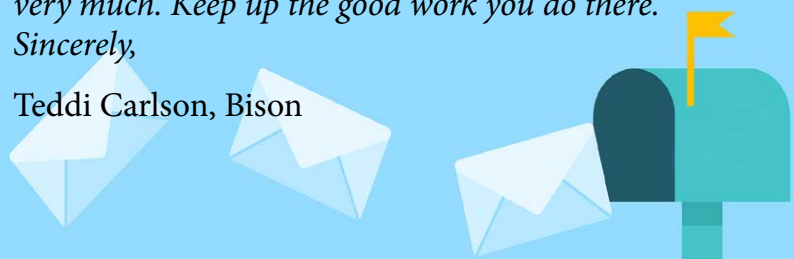 very much. Keep up the good work you do there.
Sincerely,
Teddi Carlson, Bison